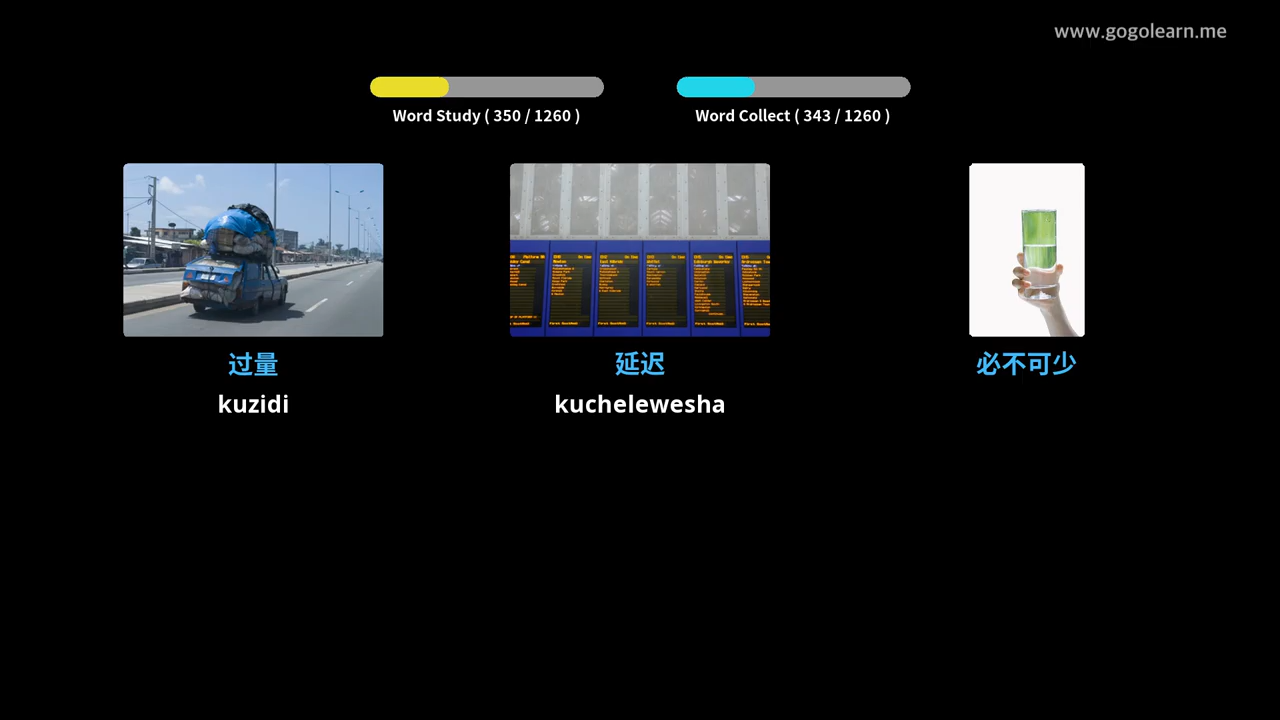 www.gogolearn.me
Word Study ( 350 / 1260 )
Word Collect ( 343 / 1260 )
过量
延迟
必不可少
kuzidi
kuchelewesha